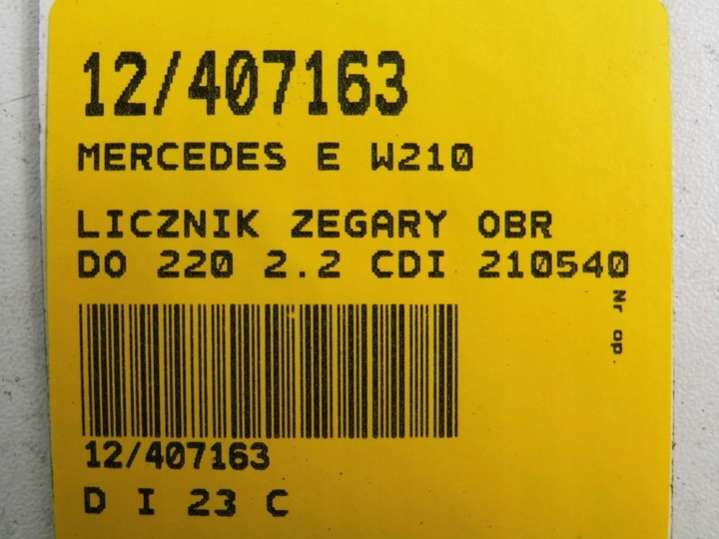 12/407163
MERCEDES E W210
LICZNIK ZEGARY OBR
DO 220 2.2 CDI 210540
Nr op.
12/407163
D I 23 C